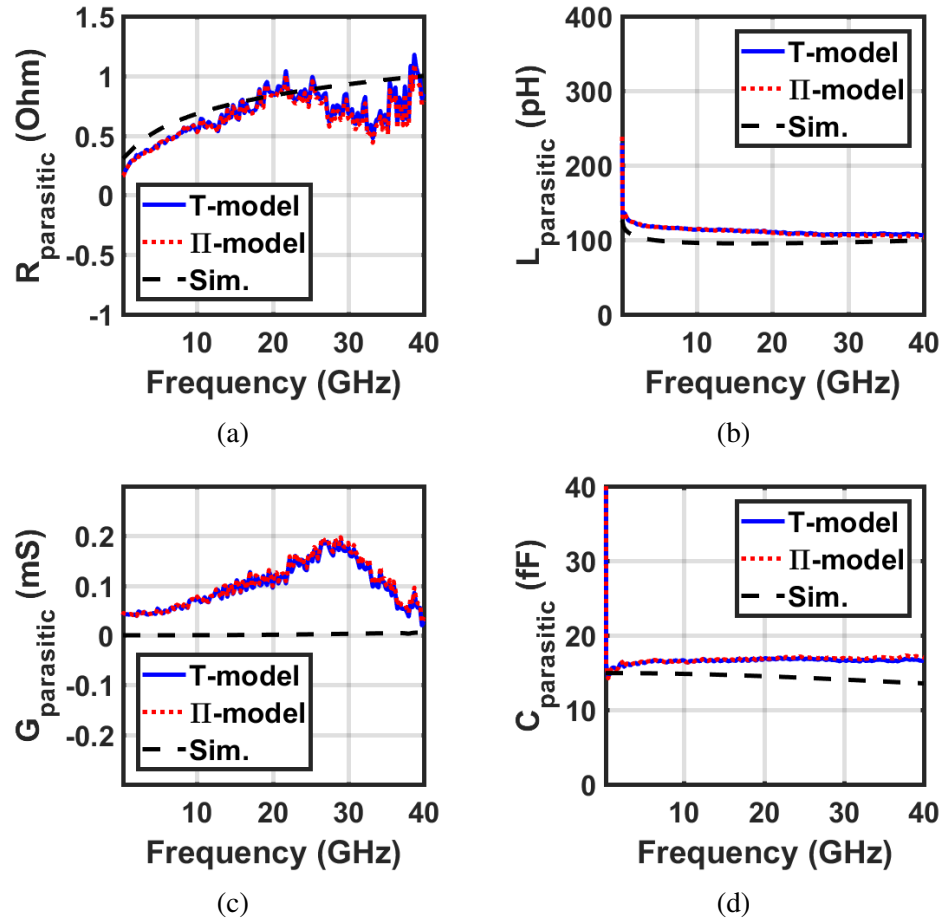 R_parasitic (Ohm)
1.5
1
0.5
0
-0.5
-1
T-model
Π-model
Sim.
10 20 30 40
Frequency (GHz)
(a)
L_parasitic (pH)
400
300
200
100
0
T-model
Π-model
Sim.
10 20 30 40
Frequency (GHz)
(b)
G_parasitic (mS)
0.2
0.1
0
-0.1
-0.2
T-model
Π-model
Sim.
10 20 30 40
Frequency (GHz)
(c)
C_parasitic (fF)
40
30
20
10
0
T-model
Π-model
Sim.
10 20 30 40
Frequency (GHz)
(d)